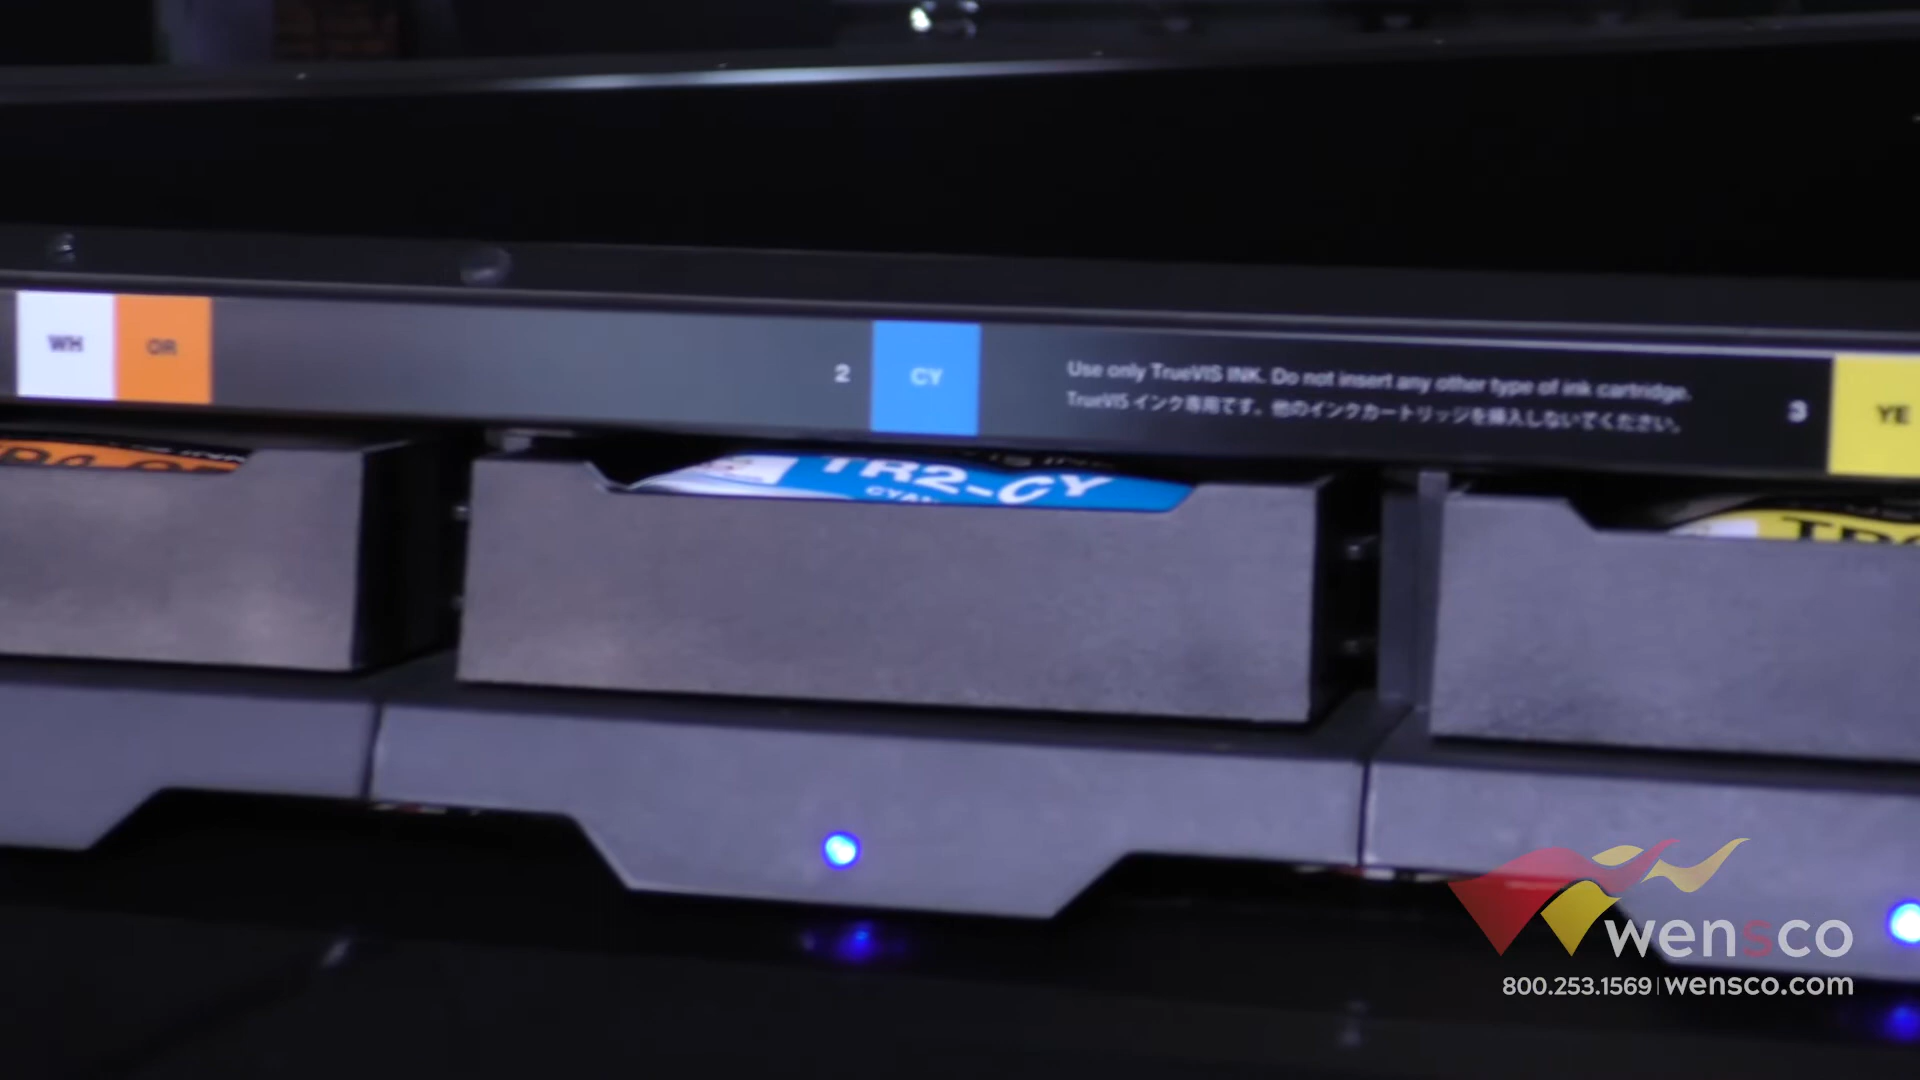 WH
OR
2
CY
Use only TrueVIS INK. Do not insert any other type of ink cartridge.
TrueVIS インク専用です。他のインクカートリッジを挿入しないでください。
3
YE
INK
TR2-CY
CYAN
wensco
800.253.1569 | wensco.com